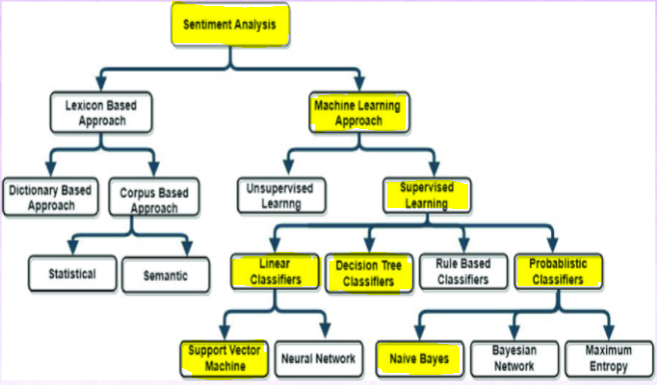 Sentiment Analysis
Lexicon Based
Approach
Machine Learning
Approach
Dictionary Based
Approach
Corpus Based
Approach
Unsupervised
Learnng
Supervised
Learning
Statistical
Semantic
Linear
Classifiers
Decision Tree
Classifiers
Rule Based
Classifiers
Probablistic
Classifiers
Support Vector
Machine
Neural Network
Naive Bayes
Bayesian
Network
Maximum
Entropy